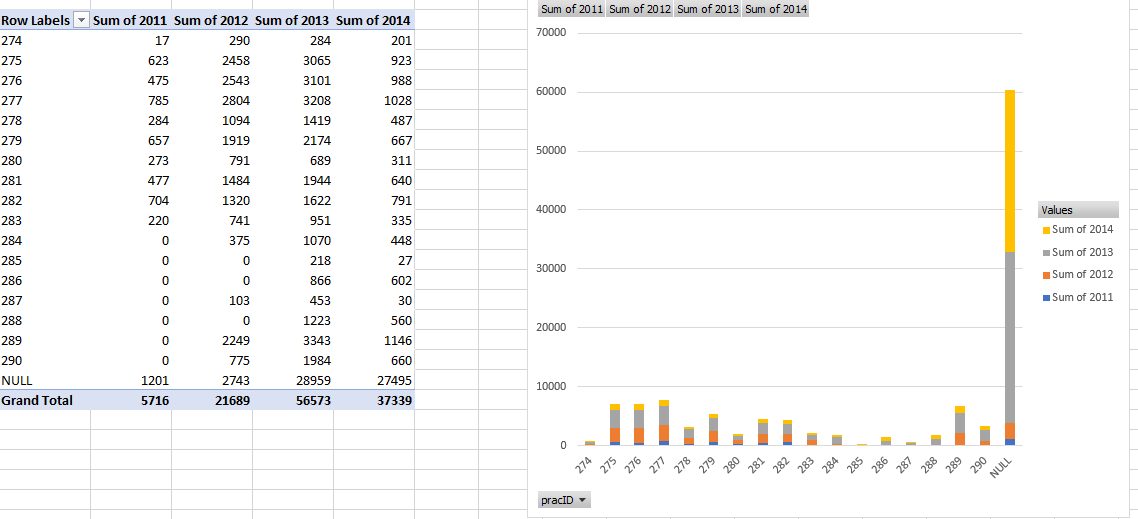 Row Labels Sum of 2011 Sum of 2012 Sum of 2013 Sum of 2014
274 17 290 284 201
275 623 2458 3065 923
276 475 2543 3101 988
277 785 2804 3208 1028
278 284 1094 1419 487
279 657 1919 2174 667
280 273 791 689 311
281 477 1484 1944 640
282 704 1320 1622 791
283 220 741 951 335
284 0 375 1070 448
285 0 0 218 27
286 0 0 866 602
287 0 103 453 30
288 0 0 1223 560
289 0 2249 3343 1146
290 0 775 1984 660
NULL 1201 2743 28959 27495
Grand Total 5716 21689 56573 37339
Sum of 2011 Sum of 2012 Sum of 2013 Sum of 2014
70000
60000
50000
40000
30000
20000
10000
0
274 275 276 277 278 279 280 281 282 283 284 285 286 287 288 289 290 NULL
Values
Sum of 2014
Sum of 2013
Sum of 2012
Sum of 2011
pracID